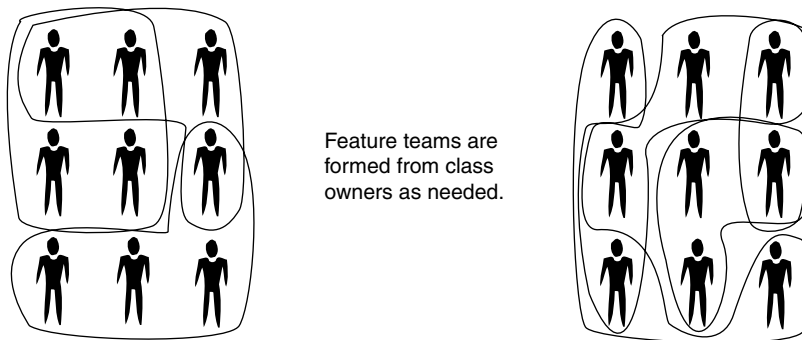 Feature teams are
formed from class
owners as needed.